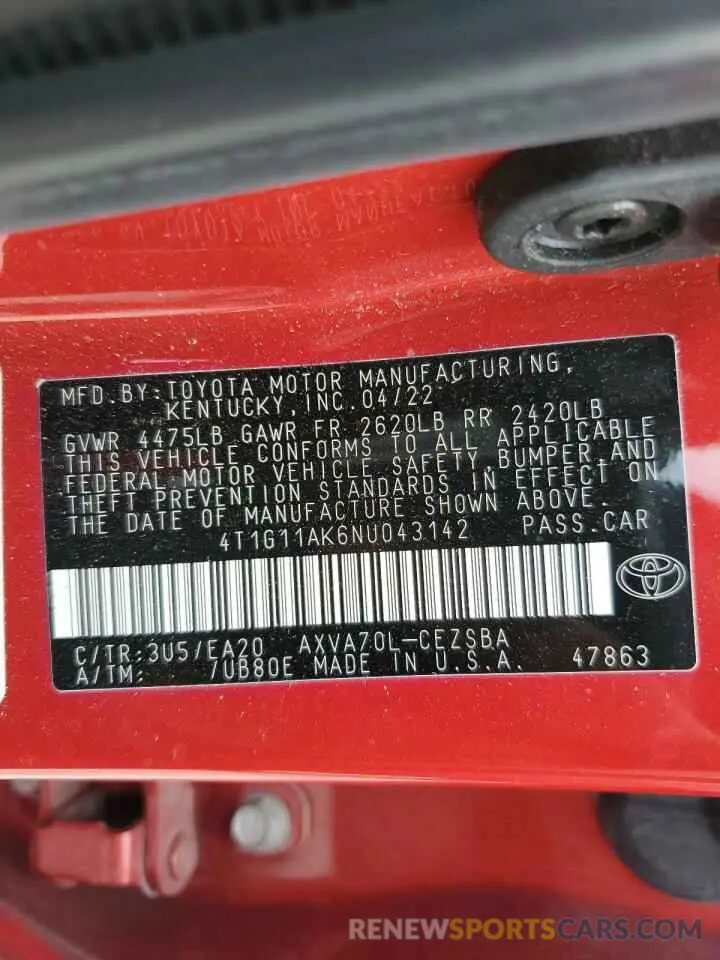 MFD.BY:TOYOTA MOTOR MANUFACTURING,
KENTUCKY,INC.04/22
GVWR 4475LB GAWR FR 2620LB RR 2420LB
THIS VEHICLE CONFORMS TO ALL APPLICABLE
FEDERAL MOTOR VEHICLE SAFETY,BUMPER AND
THEFT PREVENTION STANDARDS IN EFFECT ON
THE DATE OF MANUFACTURE SHOWN ABOVE.
4T1G11AK6NU043142 PASS.CAR
C/TR:3U5/EA20 AXVA70L-CEZSBA
A/TM: /UB80E MADE IN U.S.A. 47863
RENEWSPORTSCARS.COM